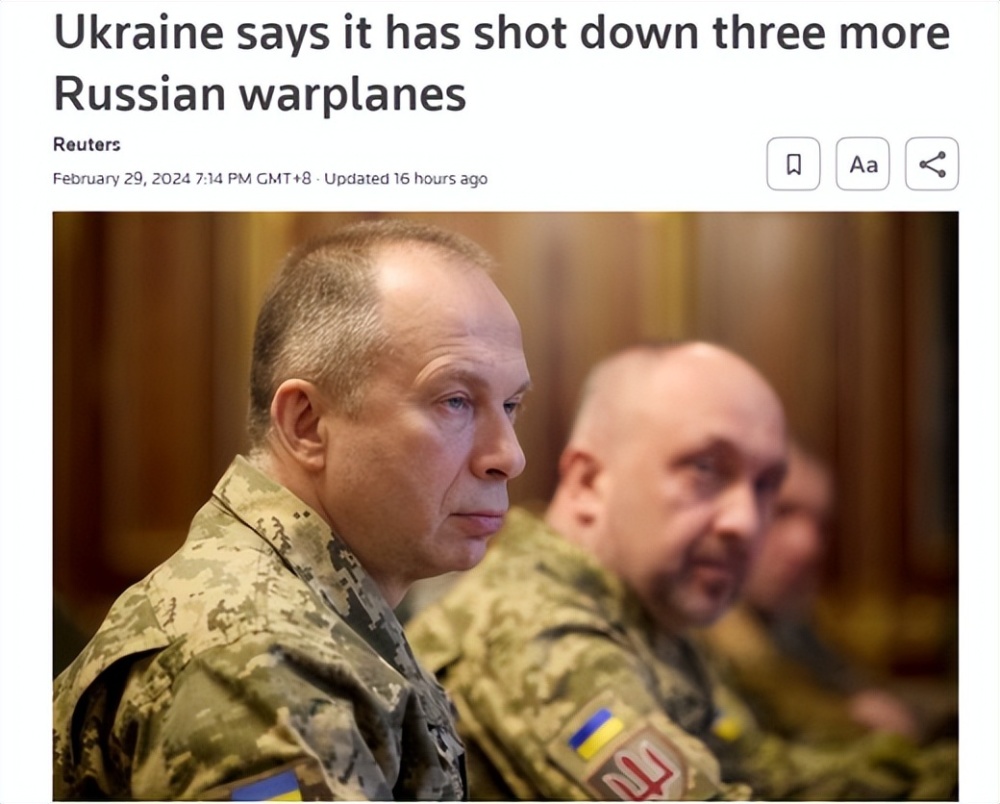 Ukraine says it has shot down three more
Russian warplanes
Reuters
February 29, 2024 7:14 PM GMT+8 · Updated 16 hours ago
Aa